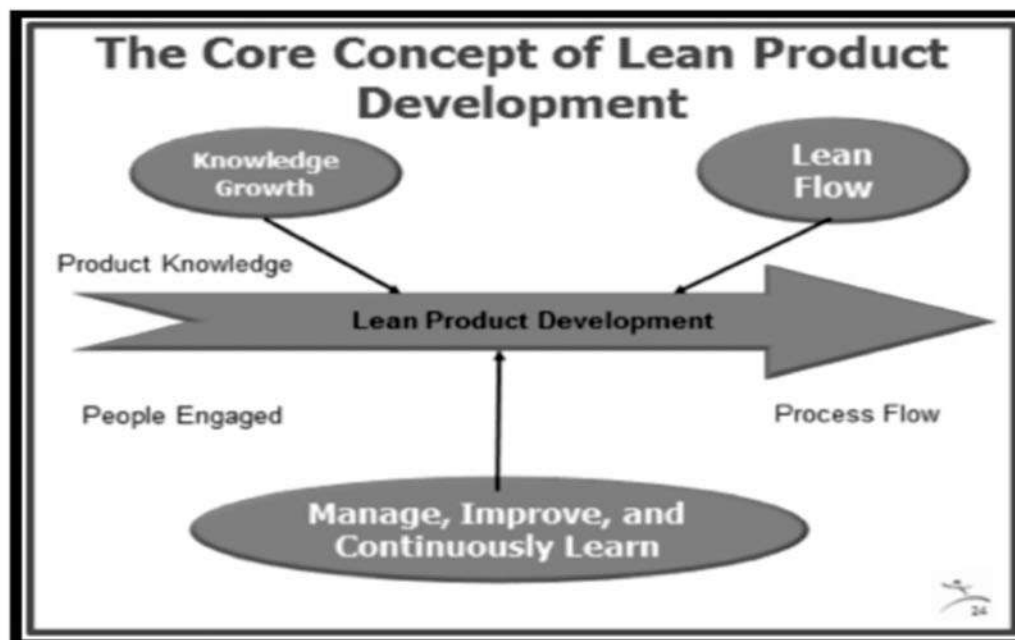 The Core Concept of Lean Product
Development
Knowledge
Growth
Lean
Flow
Product Knowledge
Lean Product Development
People Engaged
Process Flow
Manage, Improve, and
Continuously Learn
24